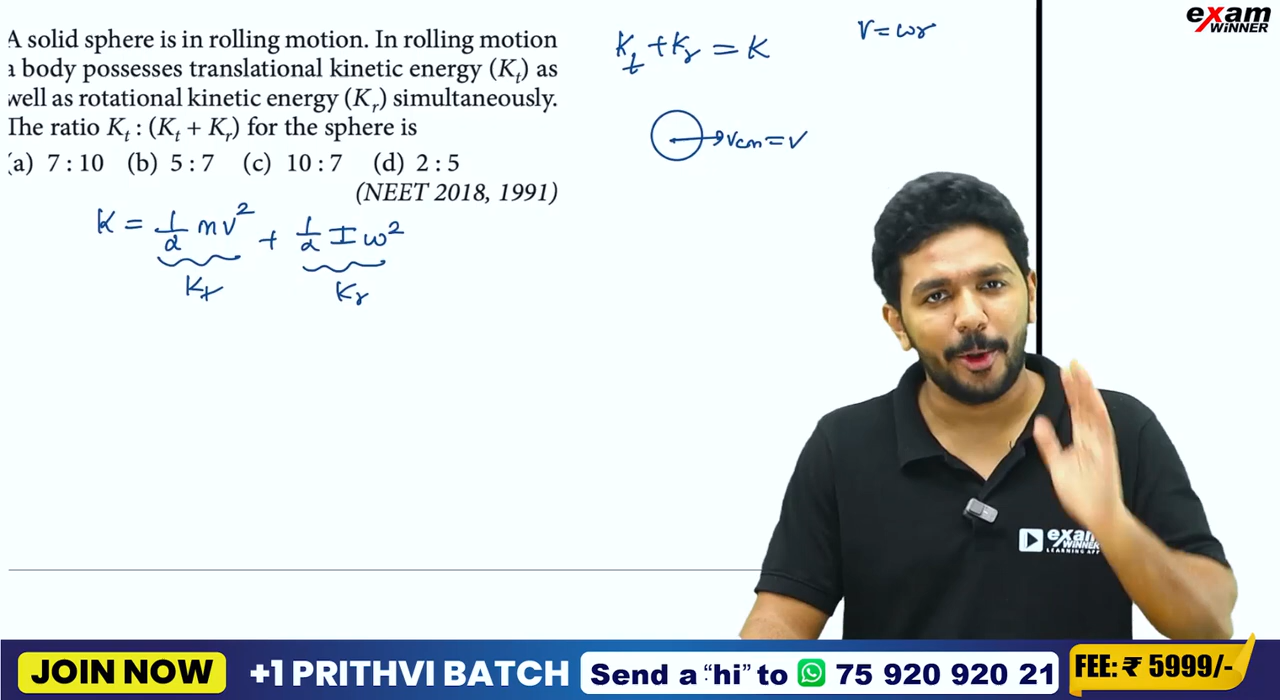 A solid sphere is in rolling motion. In rolling motion
a body possesses translational kinetic energy (Kt) as
well as rotational kinetic energy (Kr) simultaneously.
The ratio Kt : (Kt + Kr) for the sphere is
(a) 7 : 10 (b) 5 : 7 (c) 10 : 7 (d) 2 : 5
(NEET 2018, 1991)
K = 1/2 mv² + 1/2 I ω²
Kt
Kr
Kt + Kr = K
V = ωr
Vcm = V
exam
WiNNER
exam
WiNNER
LEARNING APP
JOIN NOW
+1 PRITHVI BATCH
Send a “hi” to 75 920 920 21
FEE: ₹ 5999/-